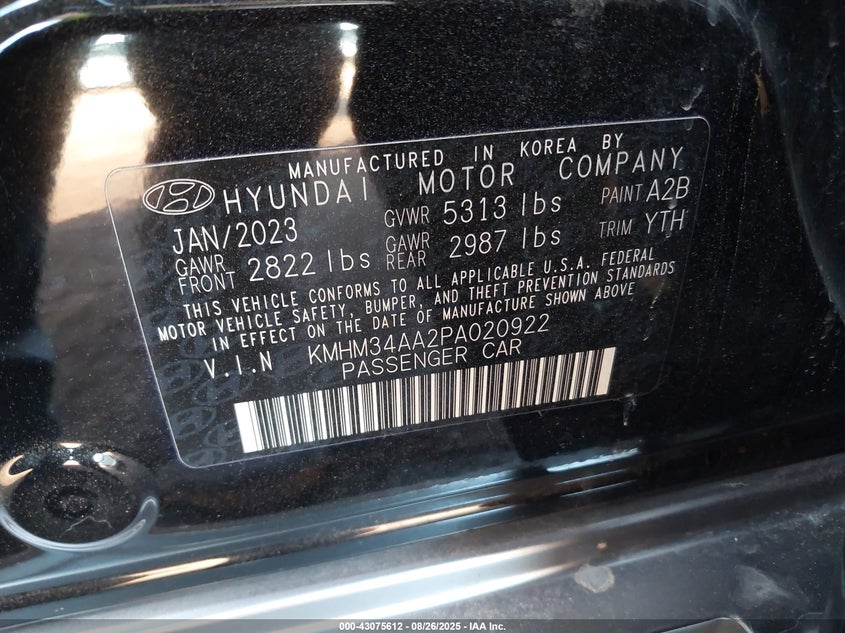 MANUFACTURED IN KOREA BY
HYUNDAI MOTOR COMPANY
JAN/2023 GVWR 5313 lbs PAINT A2B
GAWR FRONT 2822 lbs GAWR REAR 2987 lbs TRIM YTH
THIS VEHICLE CONFORMS TO ALL APPLICABLE U.S.A. FEDERAL
MOTOR VEHICLE SAFETY, BUMPER, AND THEFT PREVENTION STANDARDS
IN EFFECT ON THE DATE OF MANUFACTURE SHOWN ABOVE
V.I.N KMHM34AA2PA020922
PASSENGER CAR
000-43075612 - 08/26/2025 - IAA Inc.